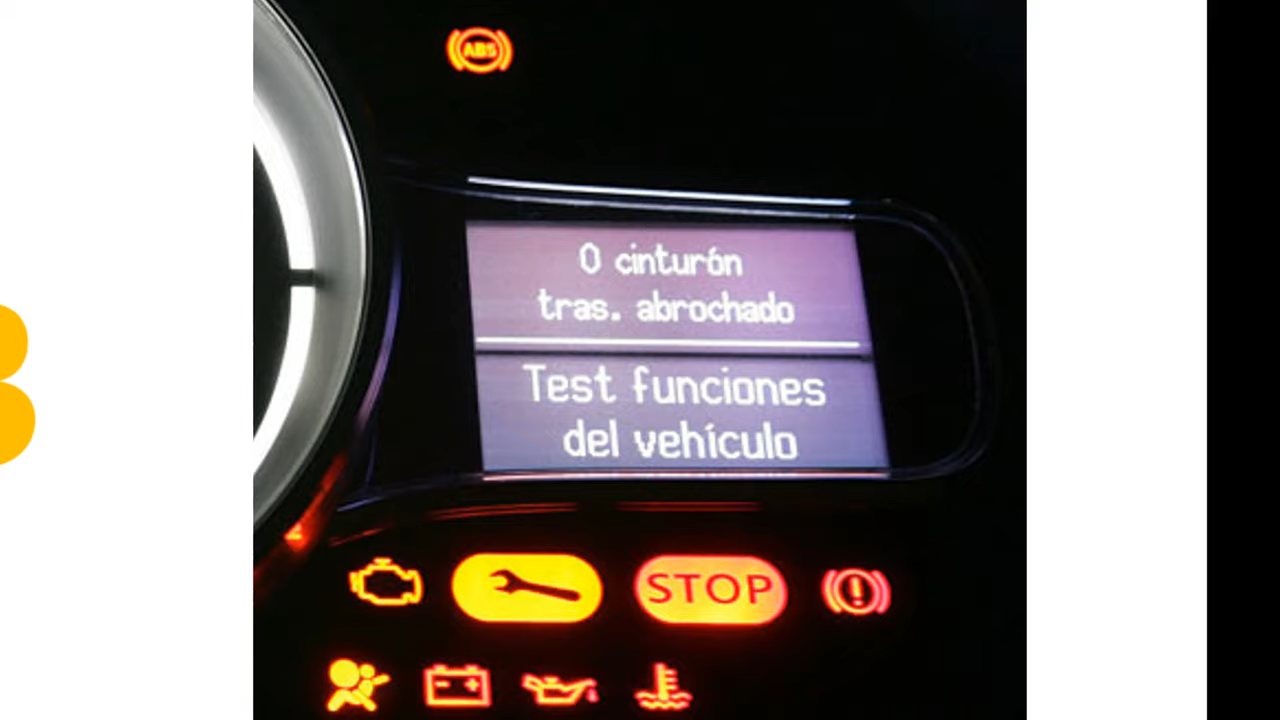 ABS
0 cinturón
tras. abrochado
Test funciones
del vehículo
STOP